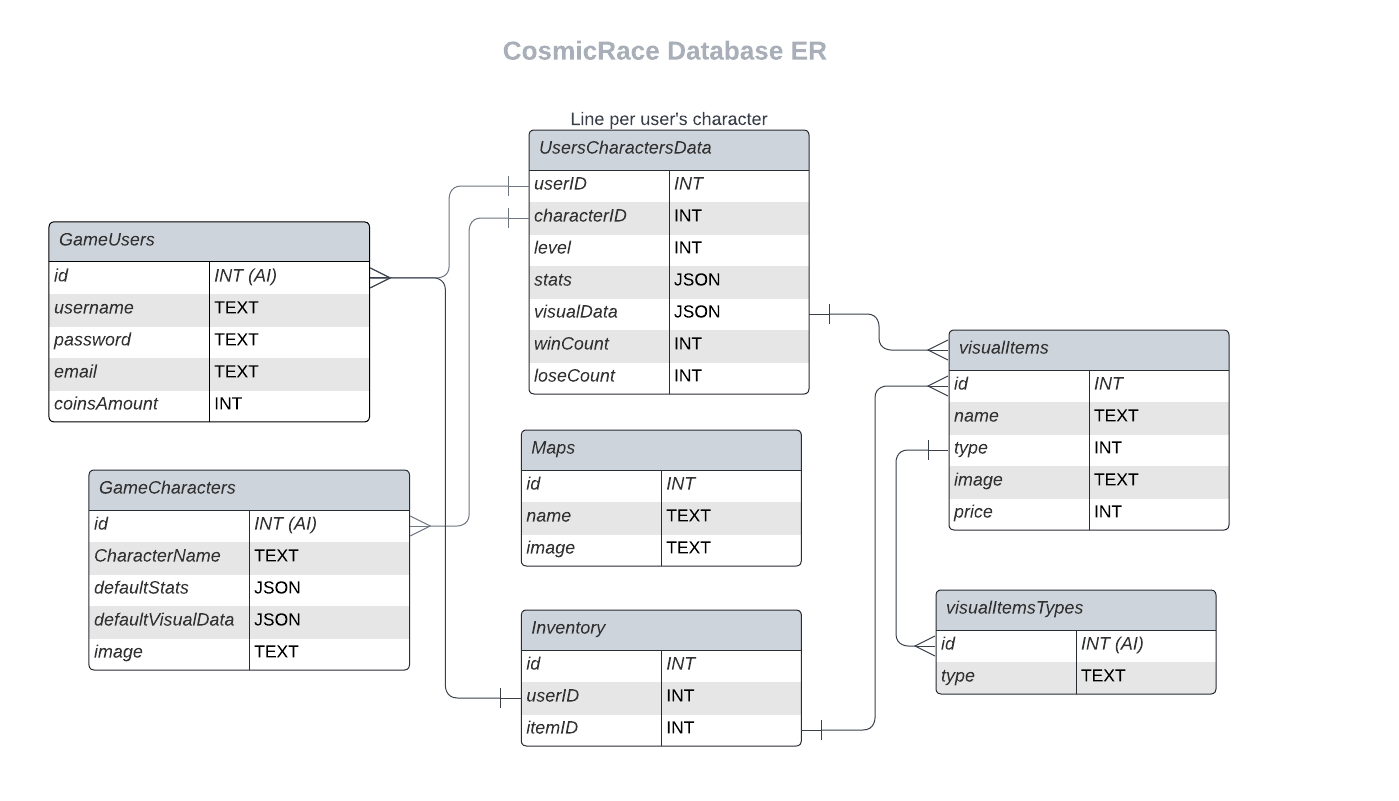 CosmicRace Database ER
Line per user's character
UsersCharactersData
userID INT
characterID INT
level INT
stats JSON
visualData JSON
winCount INT
loseCount INT
GameUsers
id INT (AI)
username TEXT
password TEXT
email TEXT
coinsAmount INT
visualItems
id INT
name TEXT
type INT
image TEXT
price INT
Maps
id INT
name TEXT
image TEXT
GameCharacters
id INT (AI)
CharacterName TEXT
defaultStats JSON
defaultVisualData JSON
image TEXT
Inventory
id INT
userID INT
itemID INT
visualItemsTypes
id INT (AI)
type TEXT